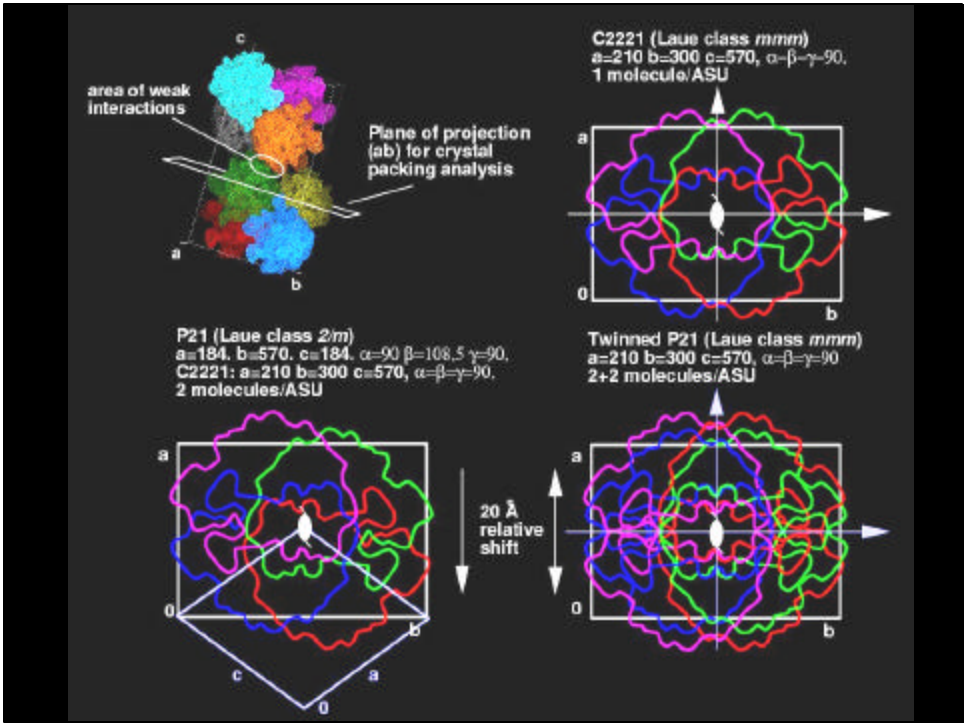 c
area of weak
interactions
Plane of projection
(ab) for crystal
packing analysis
a
b
C2221 (Laue class mmm)
a=210 b=300 c=570, α=β=γ=90.
1 molecule/ASU
a
0
b
P21 (Laue class 2/m)
a=184. b=570. c=184. α=90 β=108.5 γ=90.
C2221: a=210 b=300 c=570, α=β=γ=90.
2 molecules/ASU
a
0
b
c
a
0
20 Å
relative
shift
Twinned P21 (Laue class mmm)
a=210 b=300 c=570, α=β=γ=90
2+2 molecules/ASU
a
0
b